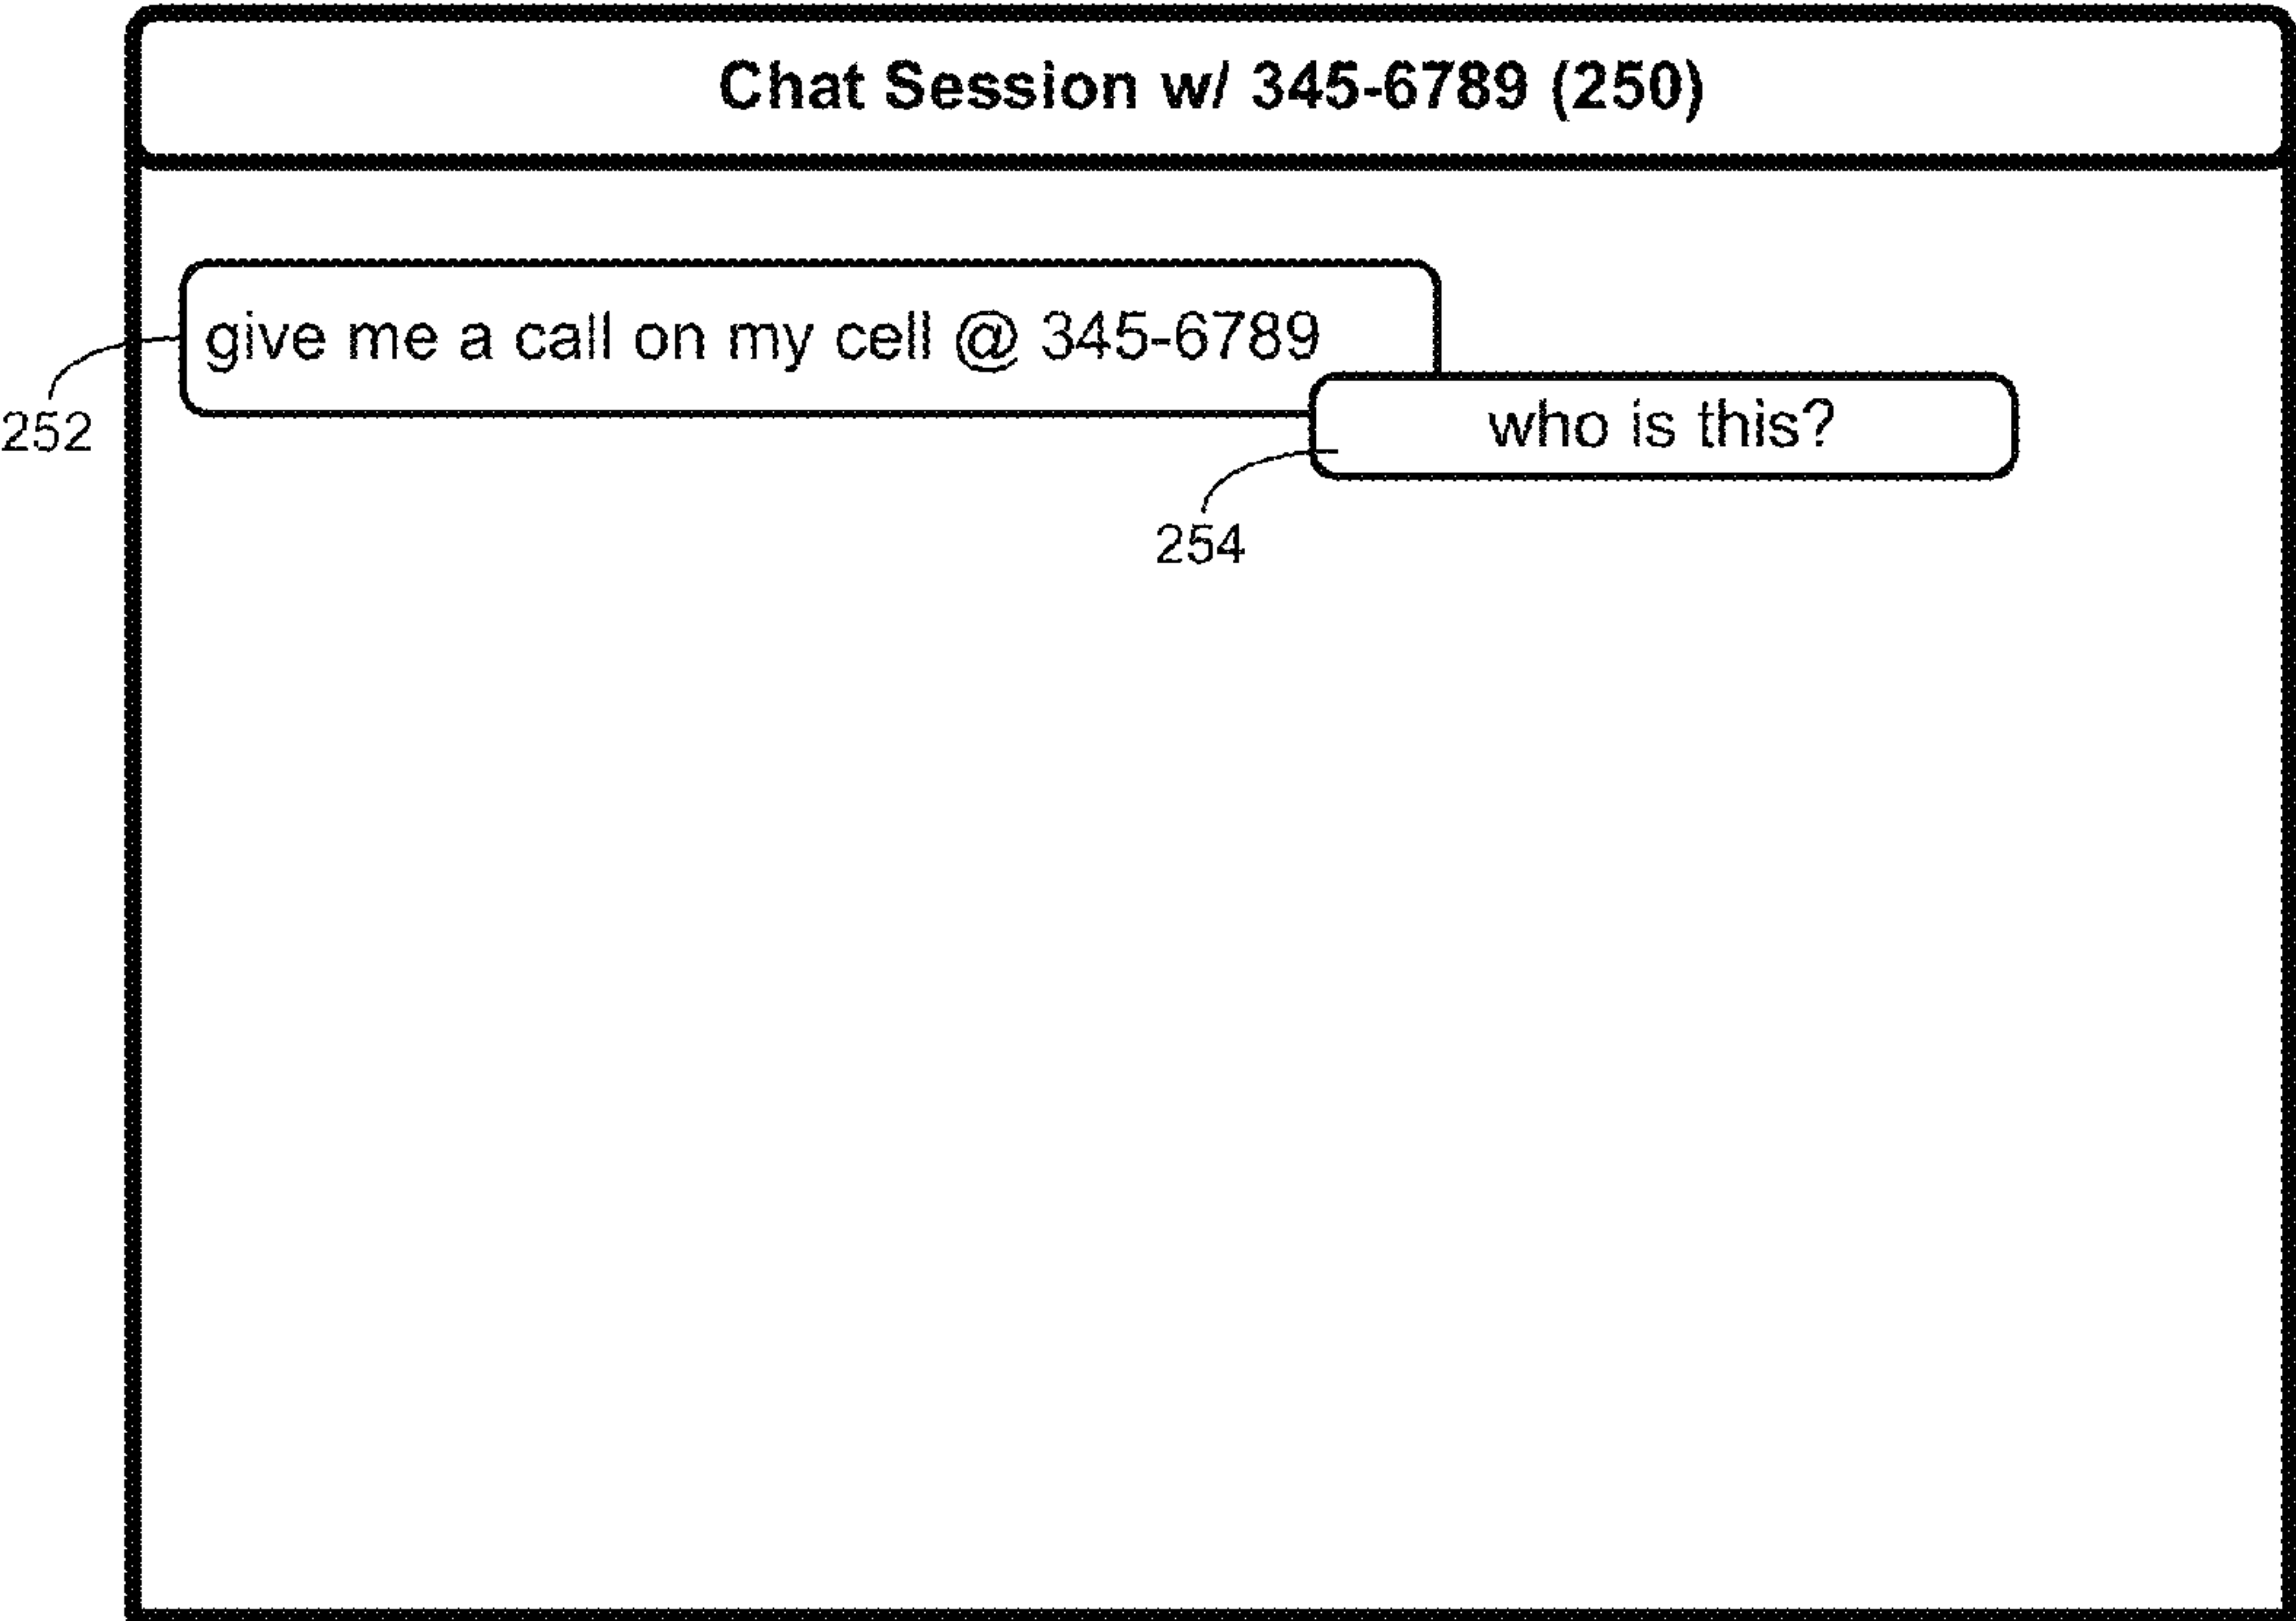 Chat Session w/ 345-6789 (250)
give me a call on my cell @ 345-6789
252
who is this?
254